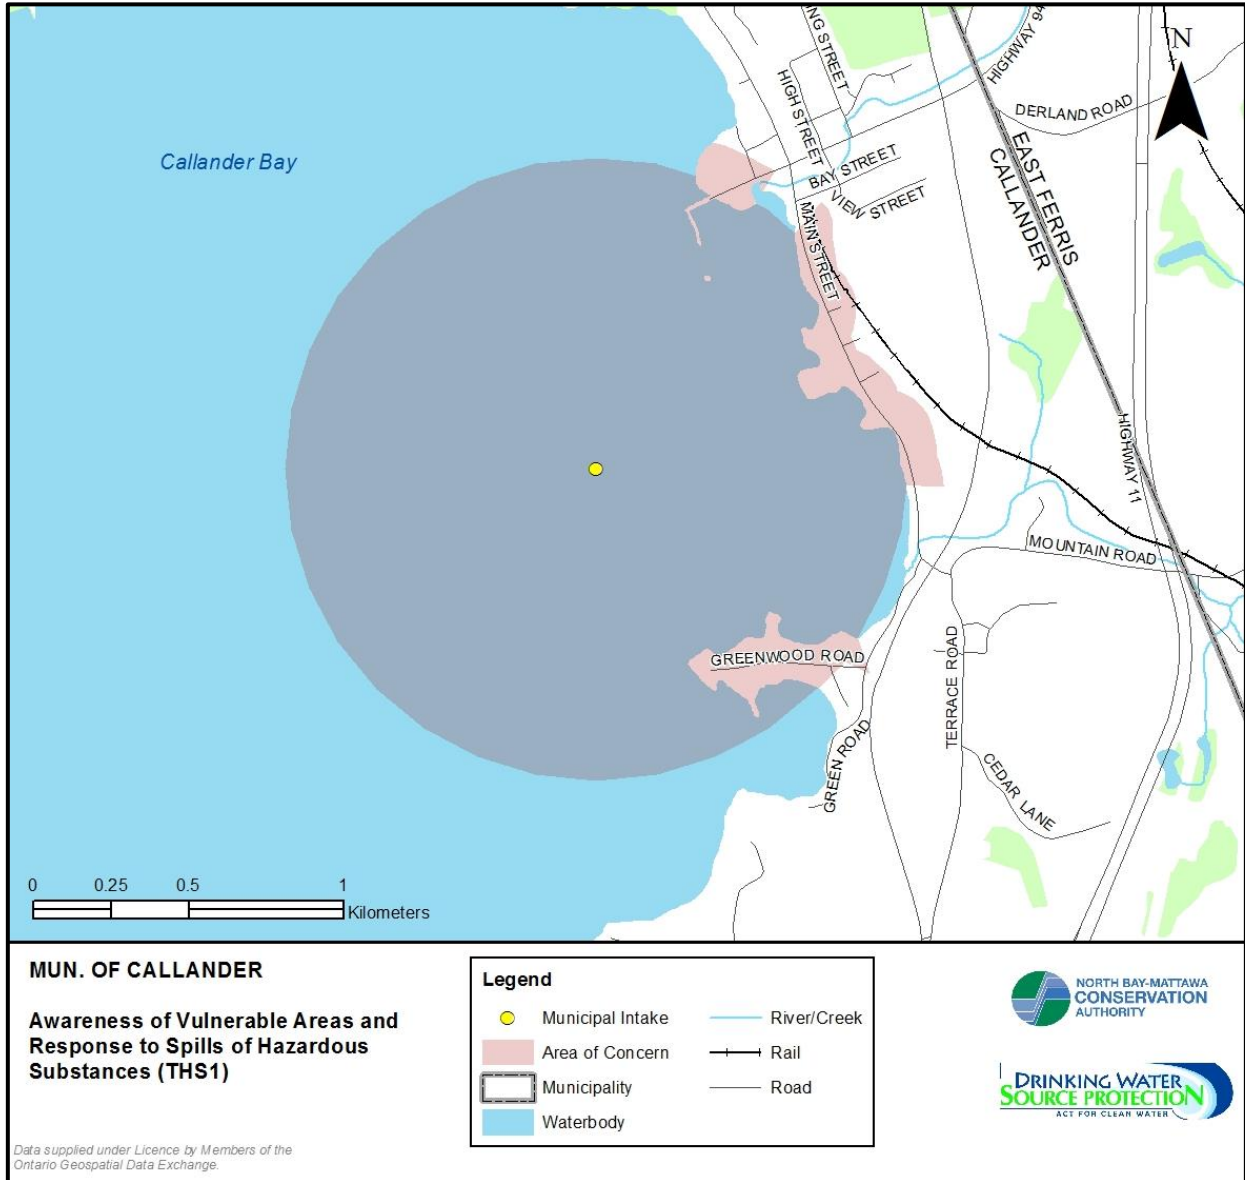 N
NG STREET
HIGHWAY 94
HIGH STREET
DERLAND ROAD
Callander Bay
BAY STREET
EAST FERRIS
CALLANDER
VIEW STREET
MAIN STREET
HIGHWAY 11
MOUNTAIN ROAD
GREENWOOD ROAD
TERRACE ROAD
GREEN ROAD
CEDAR LANE
0 0.25 0.5 1
Kilometers
MUN. OF CALLANDER
Awareness of Vulnerable Areas and
Response to Spills of Hazardous
Substances (THS1)
Data supplied under Licence by Members of the
Ontario Geospatial Data Exchange.
Legend
Municipal Intake
River/Creek
Area of Concern
Rail
Municipality
Road
Waterbody
NORTH BAY-MATTAWA
CONSERVATION
AUTHORITY
DRINKING WATER
SOURCE PROTECTION
ACT FOR CLEAN WATER